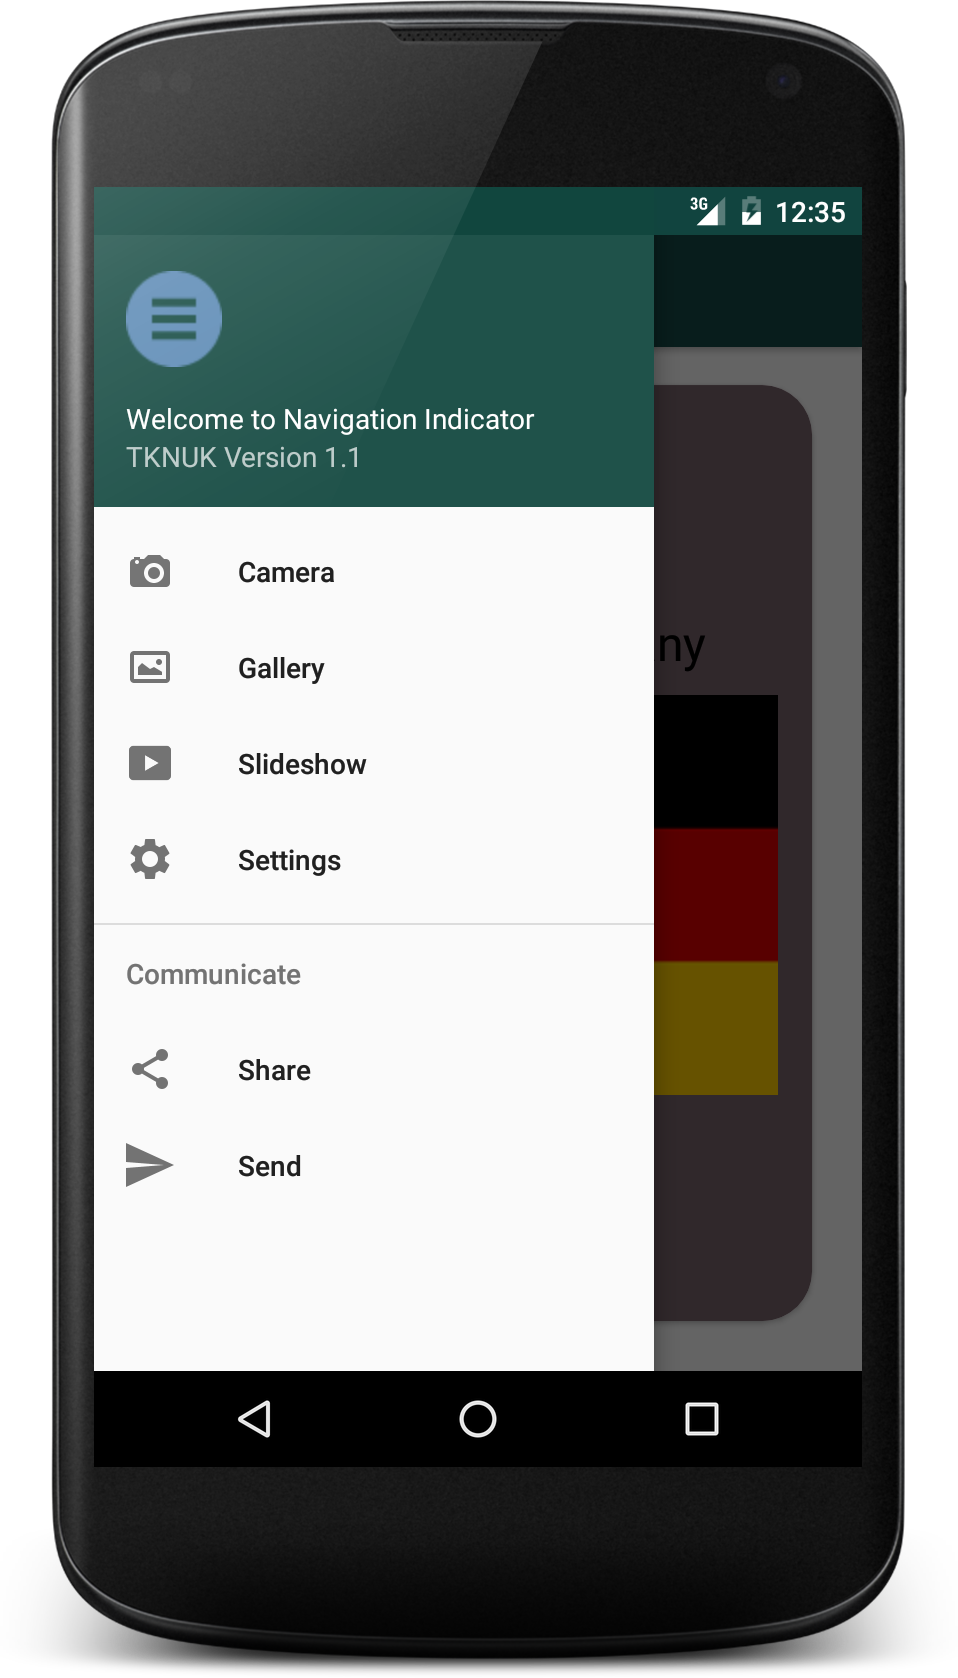 3G 12:35
Welcome to Navigation Indicator
TKNUK Version 1.1
Camera
Gallery
ny
Slideshow
Settings
Communicate
Share
Send